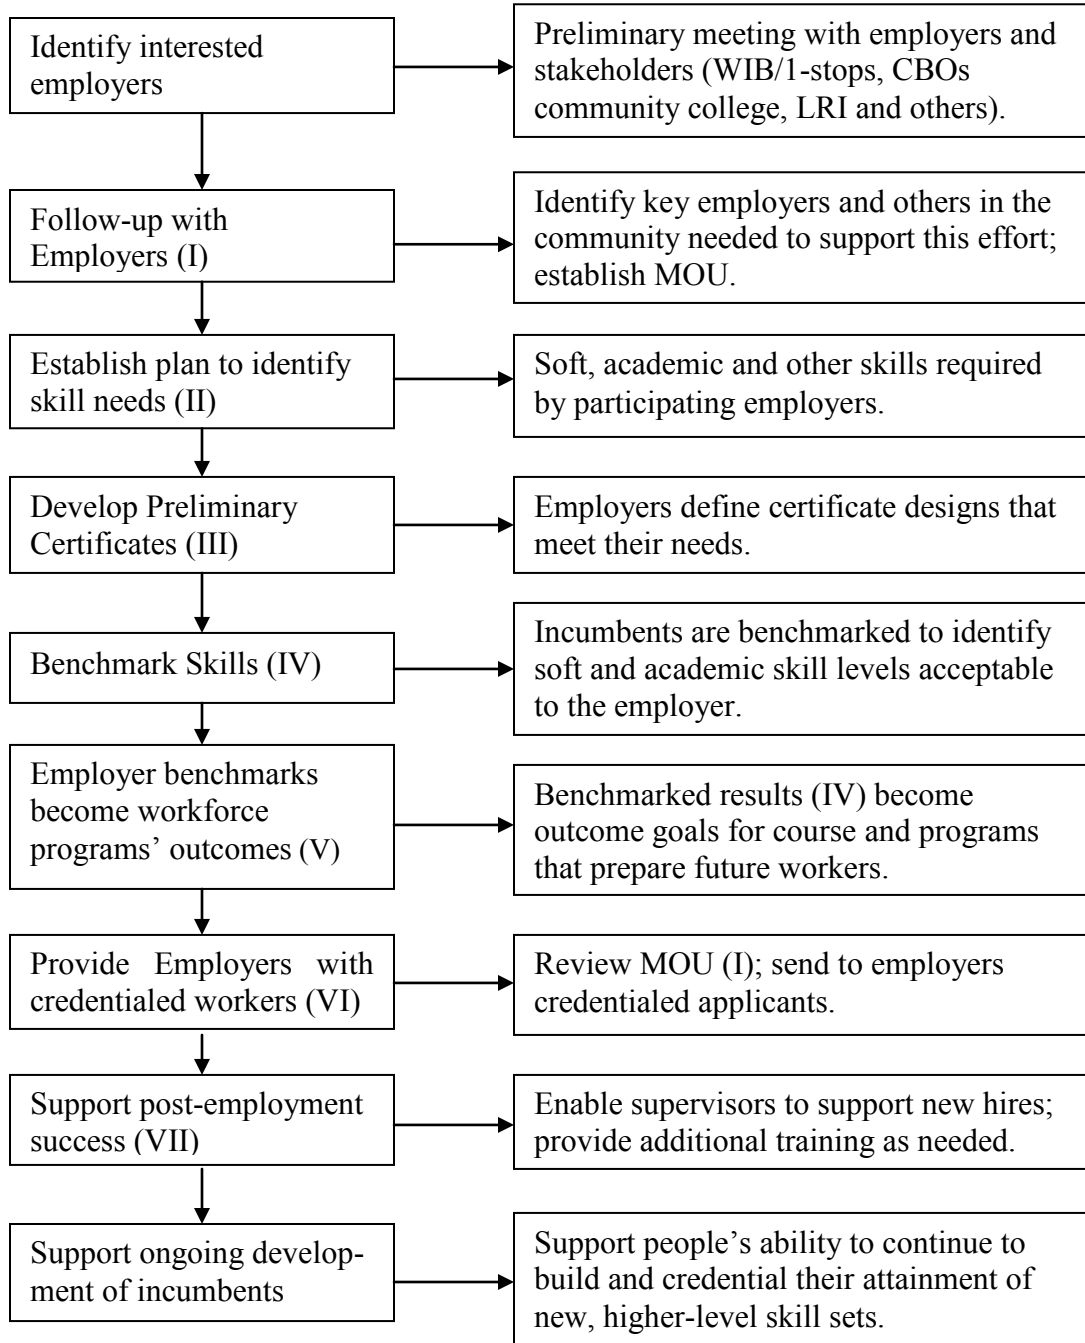 Identify interested
employers
Preliminary meeting with employers and
stakeholders (WIB/1-stops, CBOs
community college, LRI and others).
Follow-up with
Employers (I)
Identify key employers and others in the
community needed to support this effort;
establish MOU.
Establish plan to identify
skill needs (II)
Soft, academic and other skills required
by participating employers.
Develop Preliminary
Certificates (III)
Employers define certificate designs that
meet their needs.
Benchmark Skills (IV)
Incumbents are benchmarked to identify
soft and academic skill levels acceptable
to the employer.
Employer benchmarks
become workforce
programs’ outcomes (V)
Benchmarked results (IV) become
outcome goals for course and programs
that prepare future workers.
Provide Employers with
credentialed workers (VI)
Review MOU (I); send to employers
credentialed applicants.
Support post-employment
success (VII)
Enable supervisors to support new hires;
provide additional training as needed.
Support ongoing develop-
ment of incumbents
Support people’s ability to continue to
build and credential their attainment of
new, higher-level skill sets.